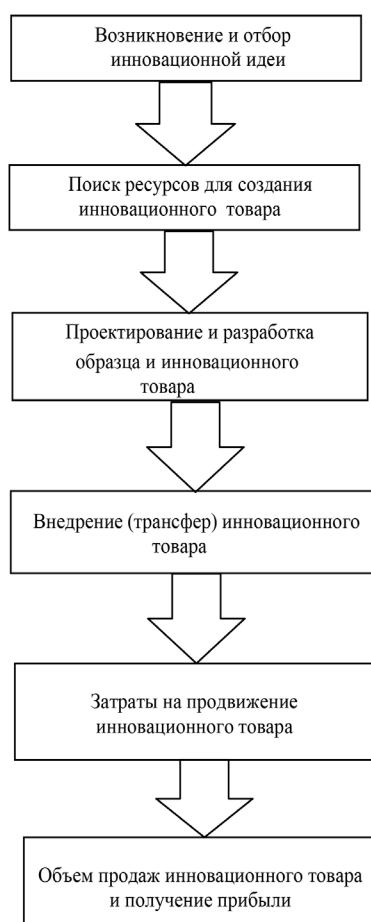 Возникновение и отбор
инновационной идеи
Поиск ресурсов для создания
инновационного товара
Проектирование и разработка
образца и инновационного
товара
Внедрение (трансфер) инновационного
товара
Затраты на продвижение
инновационного товара
Объем продаж инновационного товара
и получение прибыли